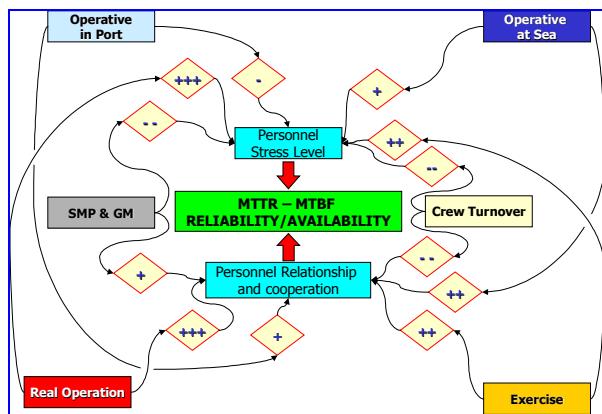 Operative
in Port
Operative
at Sea
+++
-
+
- -
++
--
Personnel
Stress Level
MTTR – MTBF
RELIABILITY/AVAILABILITY
SMP & GM
Crew Turnover
+
Personnel Relationship
and cooperation
--
++
+++
+
++
Real Operation
Exercise